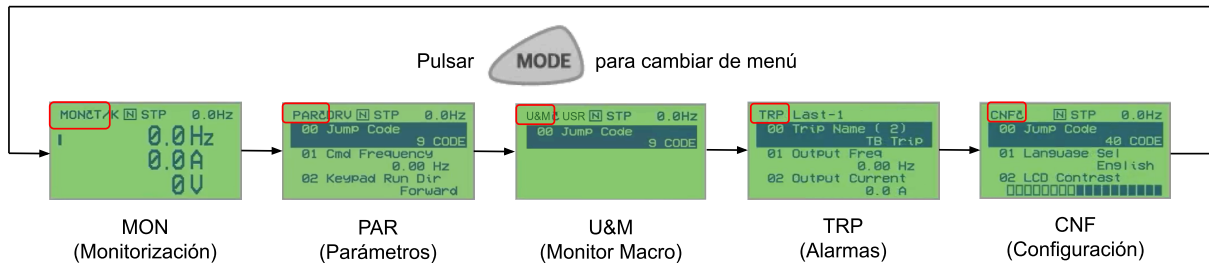 Pulsar MODE para cambiar de menú
MON T/K N STP 0.0Hz
0.0 Hz
0.0 A
0 V
MON
(Monitorización)
PAR DRV N STP 0.0Hz
00 Jump Code
9 CODE
01 Cmd Frequency
0.00 Hz
02 Keypad Run Dir
Forward
PAR
(Parámetros)
U&M USR N STP 0.0Hz
00 Jump Code
9 CODE
U&M
(Monitor Macro)
TRP Last-1
00 Trip Name ( 2)
TB Trip
01 Output Freq
0.00 Hz
02 Output Current
0.0 A
TRP
(Alarmas)
CNF N STP 0.0Hz
00 Jump Code
40 CODE
01 Language Sel
English
02 LCD Contrast
CNF
(Configuración)